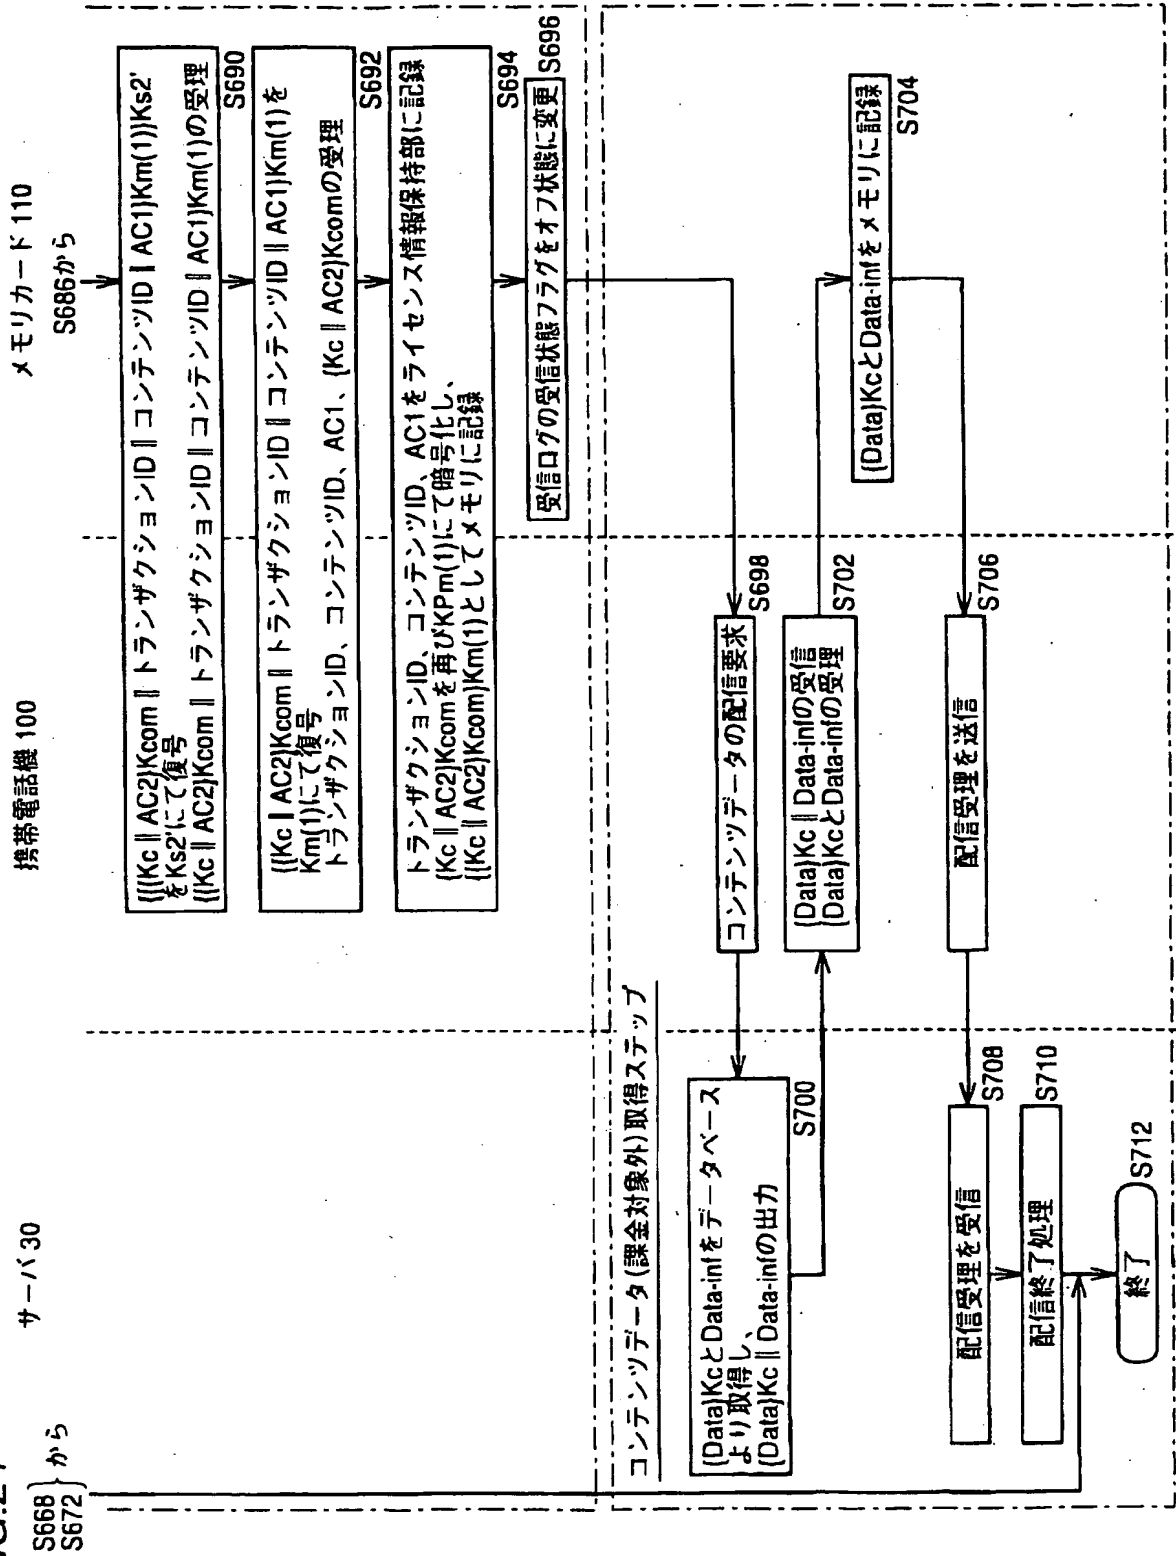 サーバ 30
携帯電話機 100
メモリカード 110
S668
S672
から
S686から
{{{Kc ∥ AC2}Kcom ∥ トランザクションID ∥ コンテンツID ∥ AC1}Km(1)}Ks2'
をKs2'にて復号
{{Kc ∥ AC2}Kcom ∥ トランザクションID ∥ コンテンツID ∥ AC1}Km(1)の受理
S690
{{Kc ∥ AC2}Kcom ∥ トランザクションID ∥ コンテンツID ∥ AC1}Km(1)を
Km(1)にて復号
トランザクションID、コンテンツID、AC1、{Kc ∥ AC2}Kcomの受理
S692
トランザクションID、コンテンツID、AC1をライセンス情報保持部に記録
{Kc ∥ AC2}Kcomを再びKPm(1)にて暗号化し、
{{Kc ∥ AC2}Kcom}Km(1)としてメモリに記録
S694
受信ログの受信状態フラグをオフ状態に変更
S696
コンテンツデータ(課金対象外)取得ステップ
コンテンツデータの配信要求
S698
{Data}KcとData-infをデータベース
より取得し、
{Data}Kc ∥ Data-infの出力
S700
{Data}Kc ∥ Data-infの受信
{Data}KcとData-infの受理
S702
{Data}KcとData-infをメモリに記録
S704
配信受理を送信
S706
配信受理を受信
S708
配信終了処理
S710
終了
S712